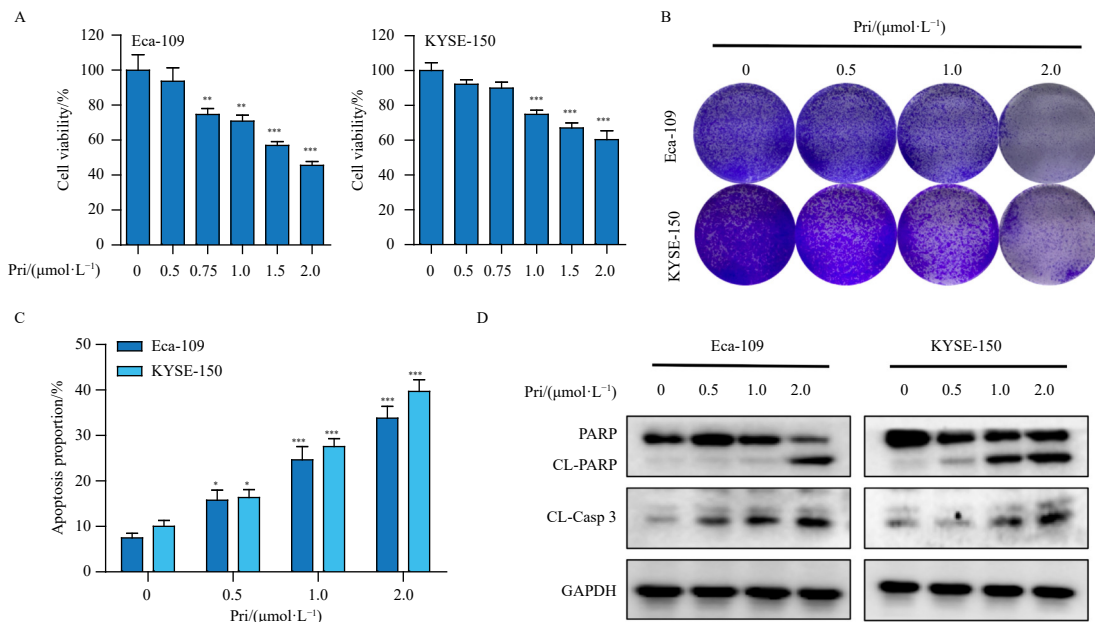 A
Eca-109
Cell viability/%
120
100
80
60
40
20
0
** ** *** ***
Pri/(μmol·L⁻¹) 0 0.5 0.75 1.0 1.5 2.0
KYSE-150
Cell viability/%
120
100
80
60
40
20
0
*** *** ***
0 0.5 0.75 1.0 1.5 2.0
B
Pri/(μmol·L⁻¹)
0 0.5 1.0 2.0
Eca-109
KYSE-150
C
Apoptosis proportion/%
50
40
30
20
10
0
Eca-109
KYSE-150
* * *** *** *** ***
0 0.5 1.0 2.0
Pri/(μmol·L⁻¹)
D
Eca-109 KYSE-150
Pri/(μmol·L⁻¹) 0 0.5 1.0 2.0 0 0.5 1.0 2.0
PARP
CL-PARP
CL-Casp 3
GAPDH